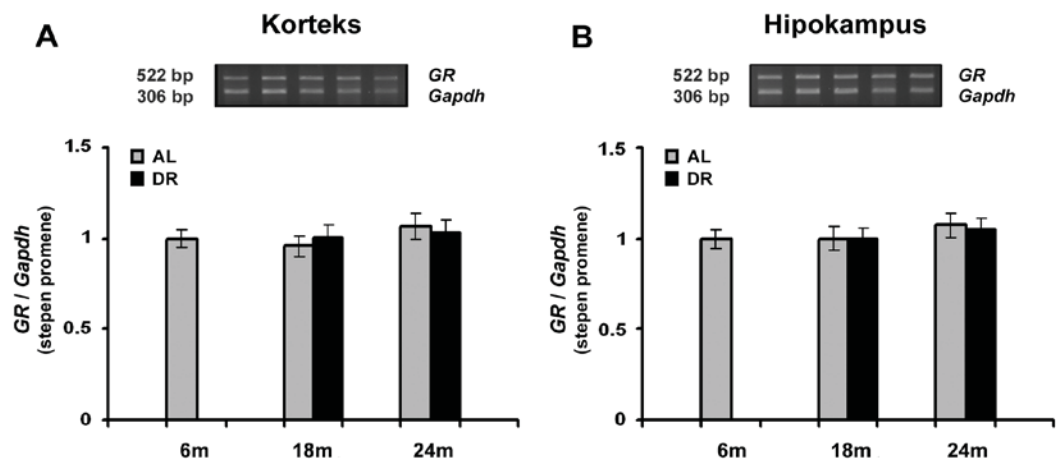 A
Korteks
522 bp
GR
306 bp
Gapdh
1.5
1
0.5
0
GR / Gapdh
(stepen promene)
AL
DR
6m
18m
24m
B
Hipokampus
522 bp
GR
306 bp
Gapdh
1.5
1
0.5
0
GR / Gapdh
(stepen promene)
AL
DR
6m
18m
24m